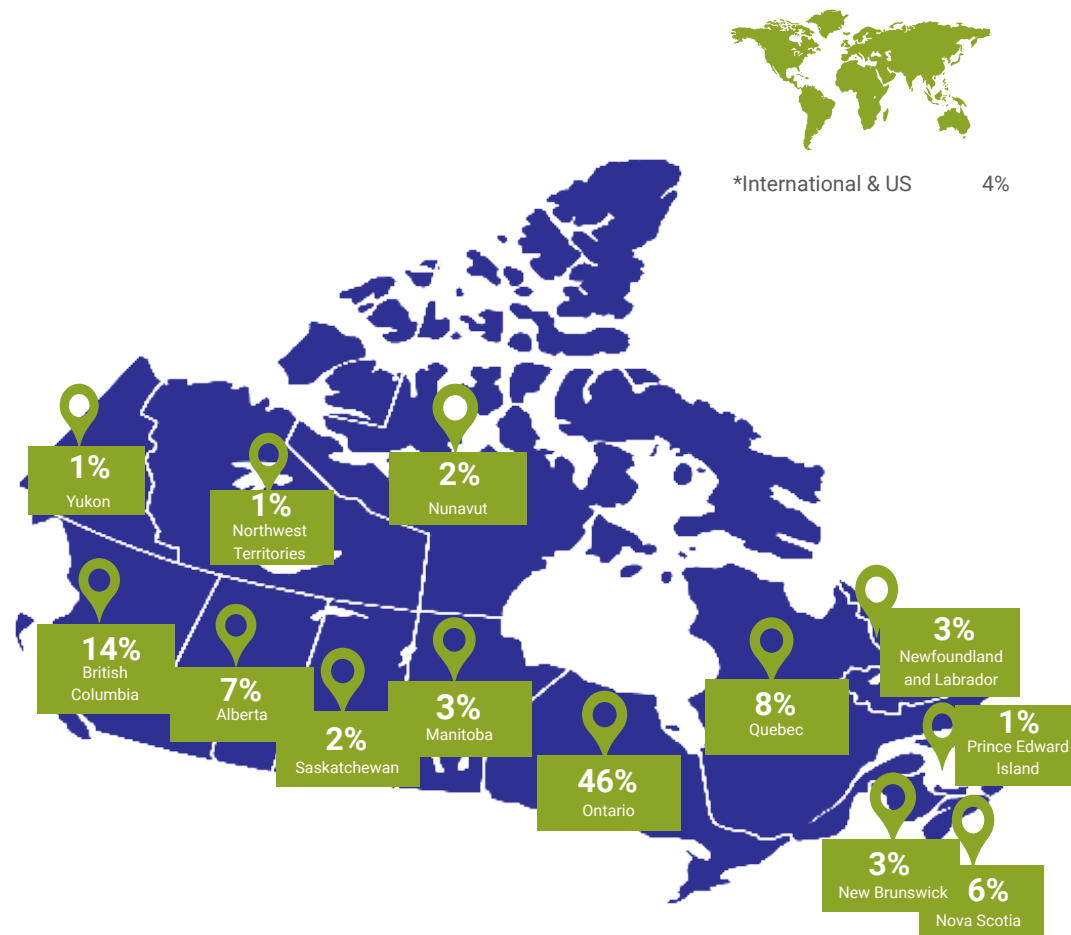 *International & US 4%
1%
Yukon
1%
Northwest
Territories
2%
Nunavut
14%
British
Columbia
7%
Alberta
2%
Saskatchewan
3%
Manitoba
46%
Ontario
8%
Quebec
3%
Newfoundland
and Labrador
1%
Prince Edward
Island
3%
New Brunswick
6%
Nova Scotia